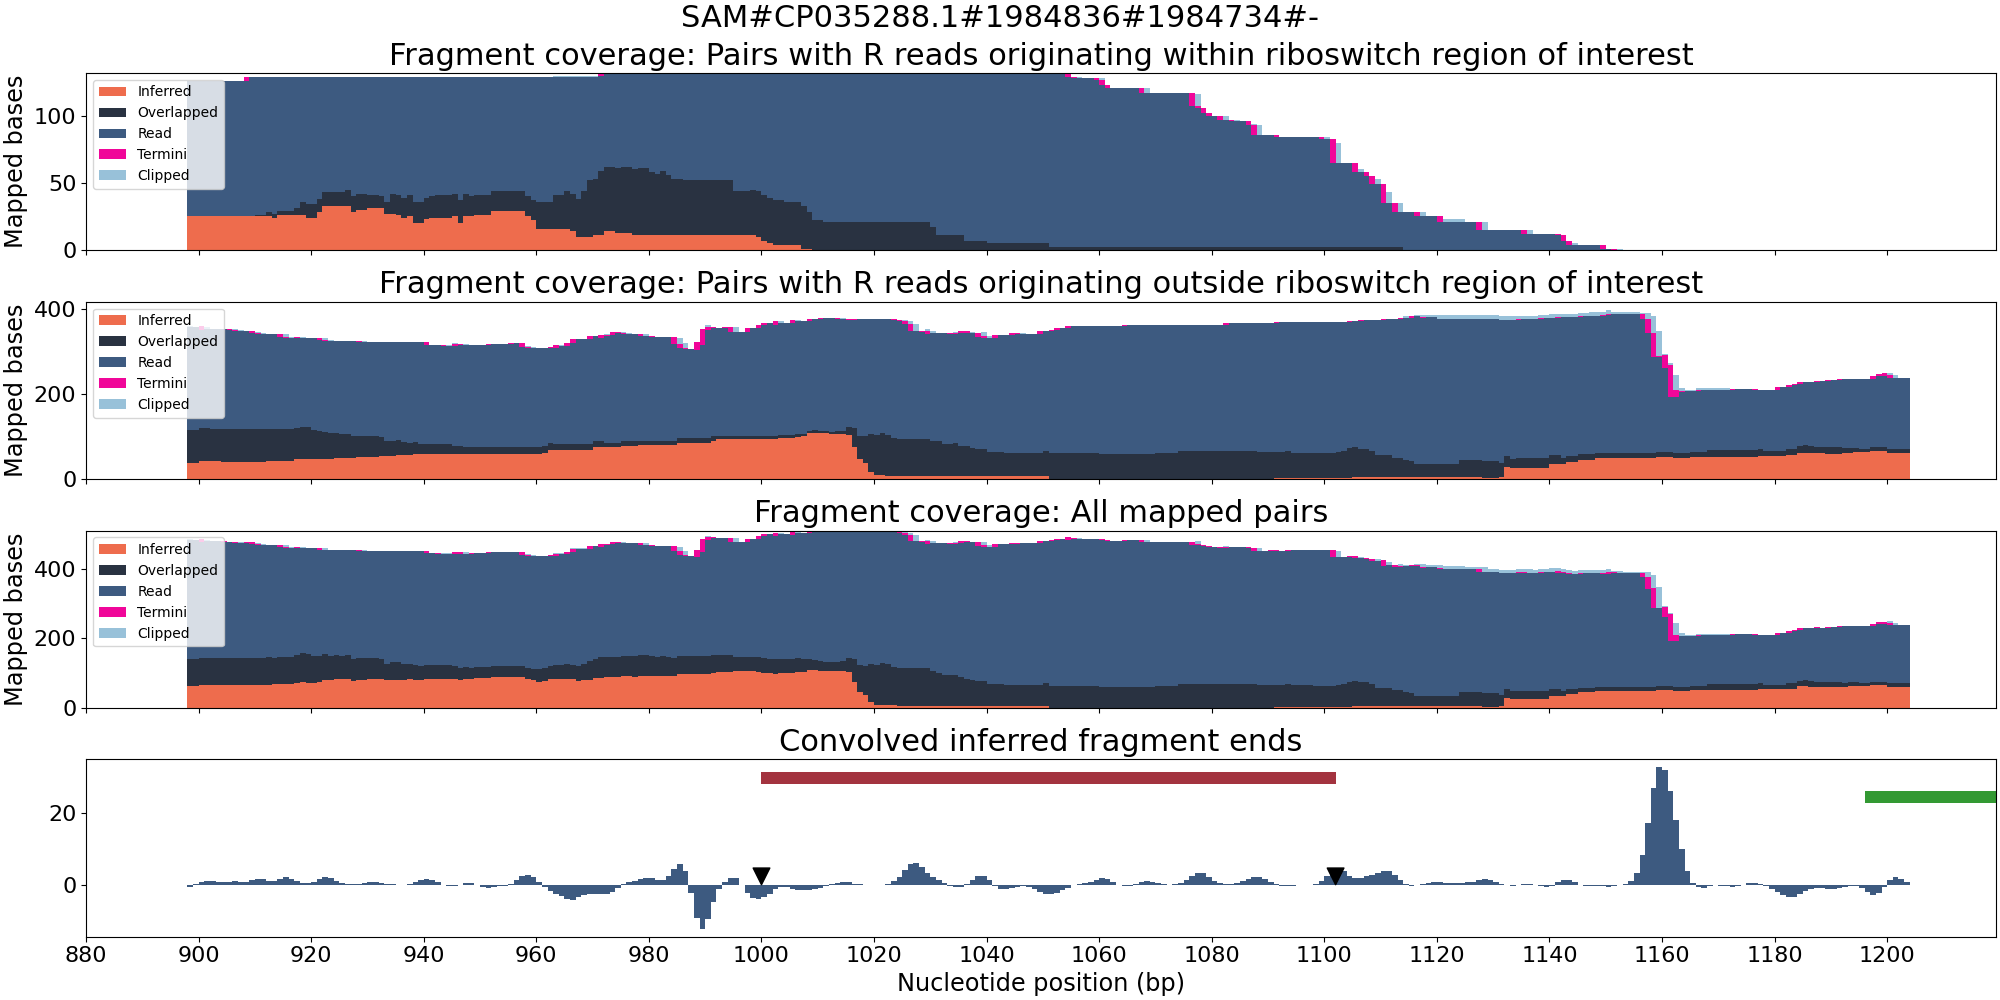 SAM#CP035288.1#1984836#1984734#-
Fragment coverage: Pairs with R reads originating within riboswitch region of interest
Mapped bases
100
50
0
Inferred
Overlapped
Read
Termini
Clipped
Fragment coverage: Pairs with R reads originating outside riboswitch region of interest
Mapped bases
400
200
0
Inferred
Overlapped
Read
Termini
Clipped
Fragment coverage: All mapped pairs
Mapped bases
400
200
0
Inferred
Overlapped
Read
Termini
Clipped
Convolved inferred fragment ends
20
0
880 900 920 940 960 980 1000 1020 1040 1060 1080 1100 1120 1140 1160 1180 1200
Nucleotide position (bp)